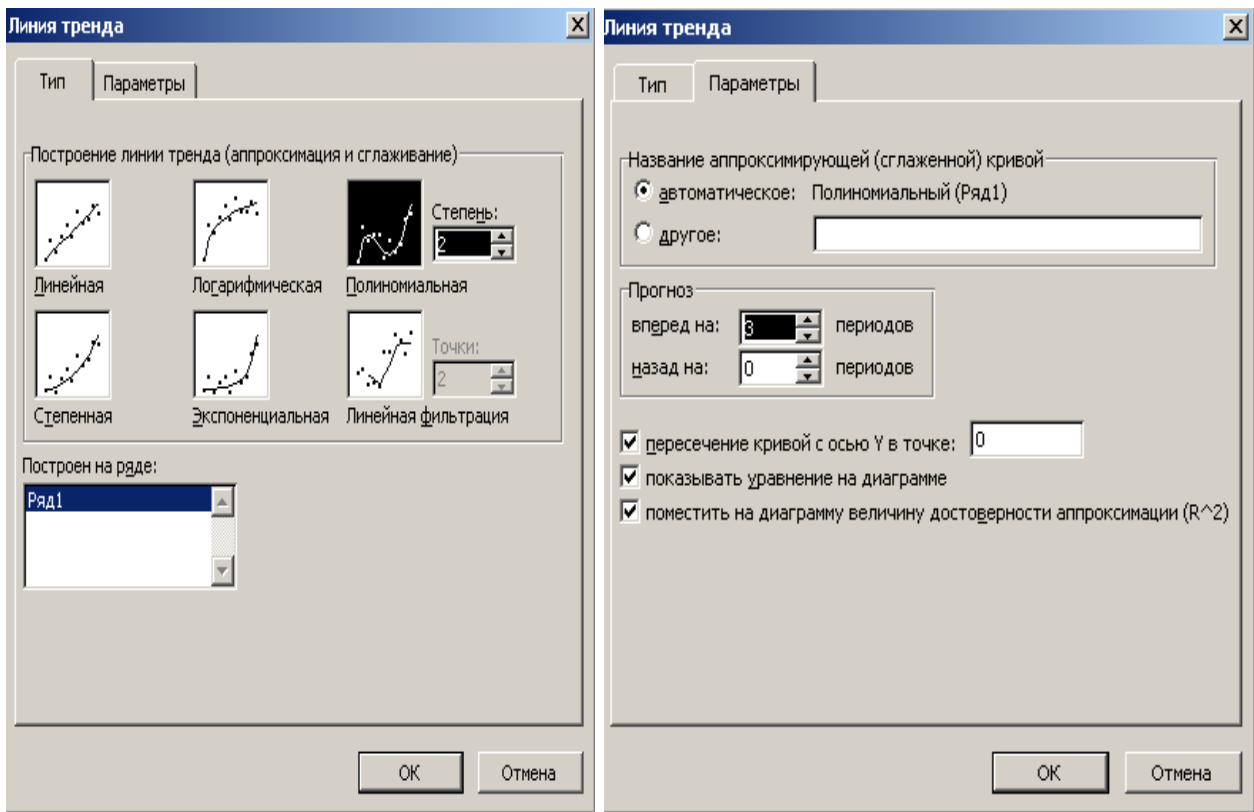 Линия тренда
Тип Параметры
Построение линии тренда (аппроксимация и сглаживание)
Степень:
2
Линейная Логарифмическая Полиномиальная
Точки:
2
Степенная Экспоненциальная Линейная фильтрация
Построен на ряде:
Ряд1
ОК Отмена
Линия тренда
Тип Параметры
Название аппроксимирующей (сглаженной) кривой
автоматическое: Полиномиальный (Ряд1)
другое:
Прогноз
вперед на: 3 периодов
назад на: 0 периодов
пересечение кривой с осью Y в точке: 0
показывать уравнение на диаграмме
поместить на диаграмму величину достоверности аппроксимации (R^2)
ОК Отмена